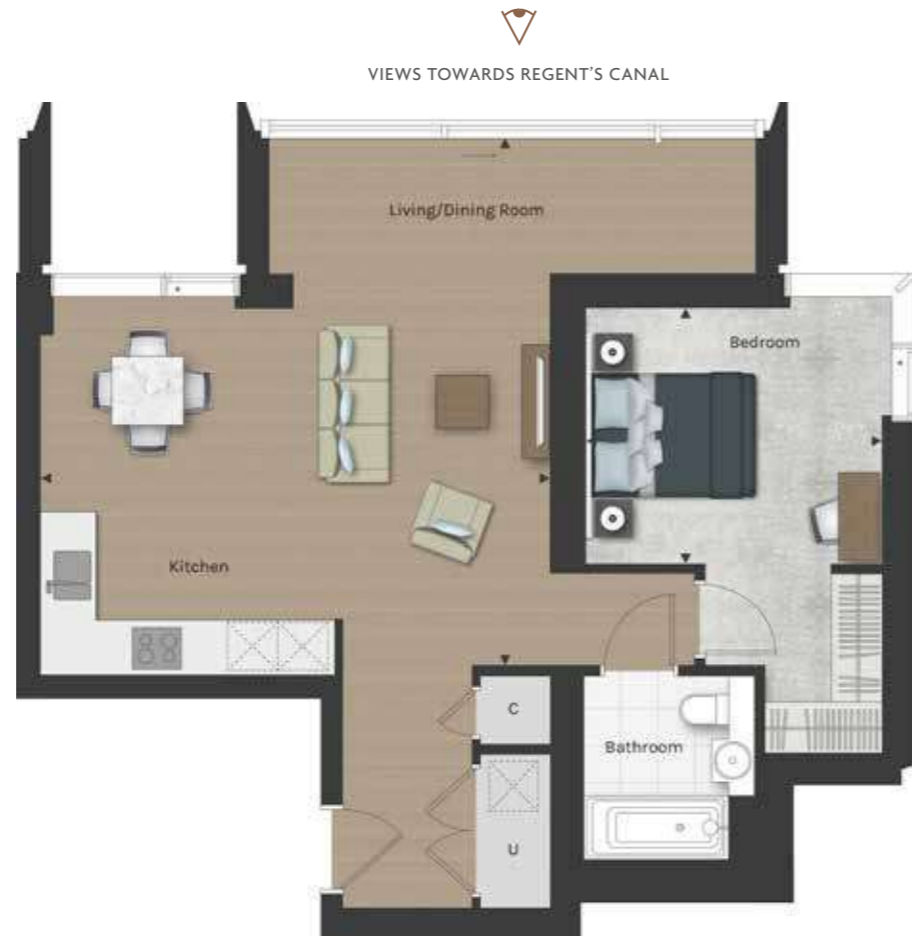 VIEWS TOWARDS REGENT'S CANAL
Living/Dining Room
Bedroom
Kitchen
C
Bathroom
U